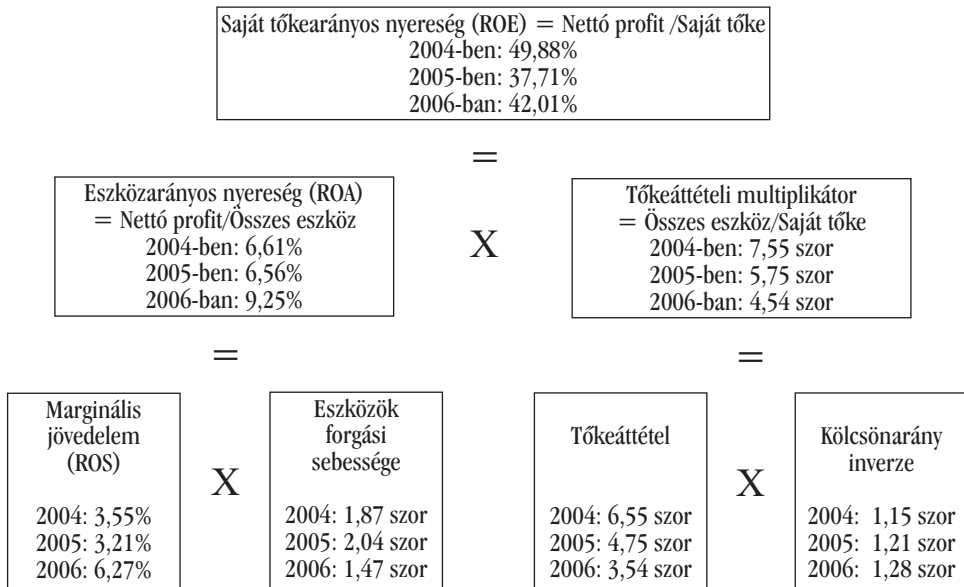 Saját tőkearányos nyereség (ROE) = Nettó profit /Saját tőke
2004-ben: 49,88%
2005-ben: 37,71%
2006-ban: 42,01%
=
Eszközarányos nyereség (ROA)
= Nettó profit/Összes eszköz
2004-ben: 6,61%
2005-ben: 6,56%
2006-ban: 9,25%
X
Tőkeáttételi multiplikátor
= Összes eszköz/Saját tőke
2004-ben: 7,55 szor
2005-ben: 5,75 szor
2006-ban: 4,54 szor
=
=
Marginális
jövedelem
(ROS)
2004: 3,55%
2005: 3,21%
2006: 6,27%
X
Eszközök
forgási
sebessége
2004: 1,87 szor
2005: 2,04 szor
2006: 1,47 szor
Tőkeáttétel
2004: 6,55 szor
2005: 4,75 szor
2006: 3,54 szor
X
Kölcsönarány
inverze
2004: 1,15 szor
2005: 1,21 szor
2006: 1,28 szor